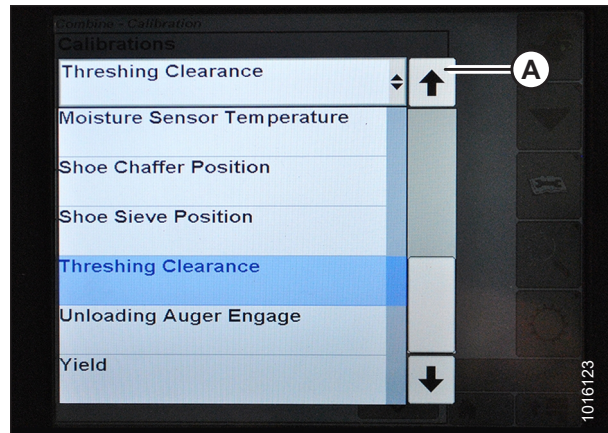 Combine - Calibration
Calibrations
Threshing Clearance
A
Moisture Sensor Temperature
Shoe Chaffer Position
Shoe Sieve Position
Threshing Clearance
Unloading Auger Engage
Yield
1016123